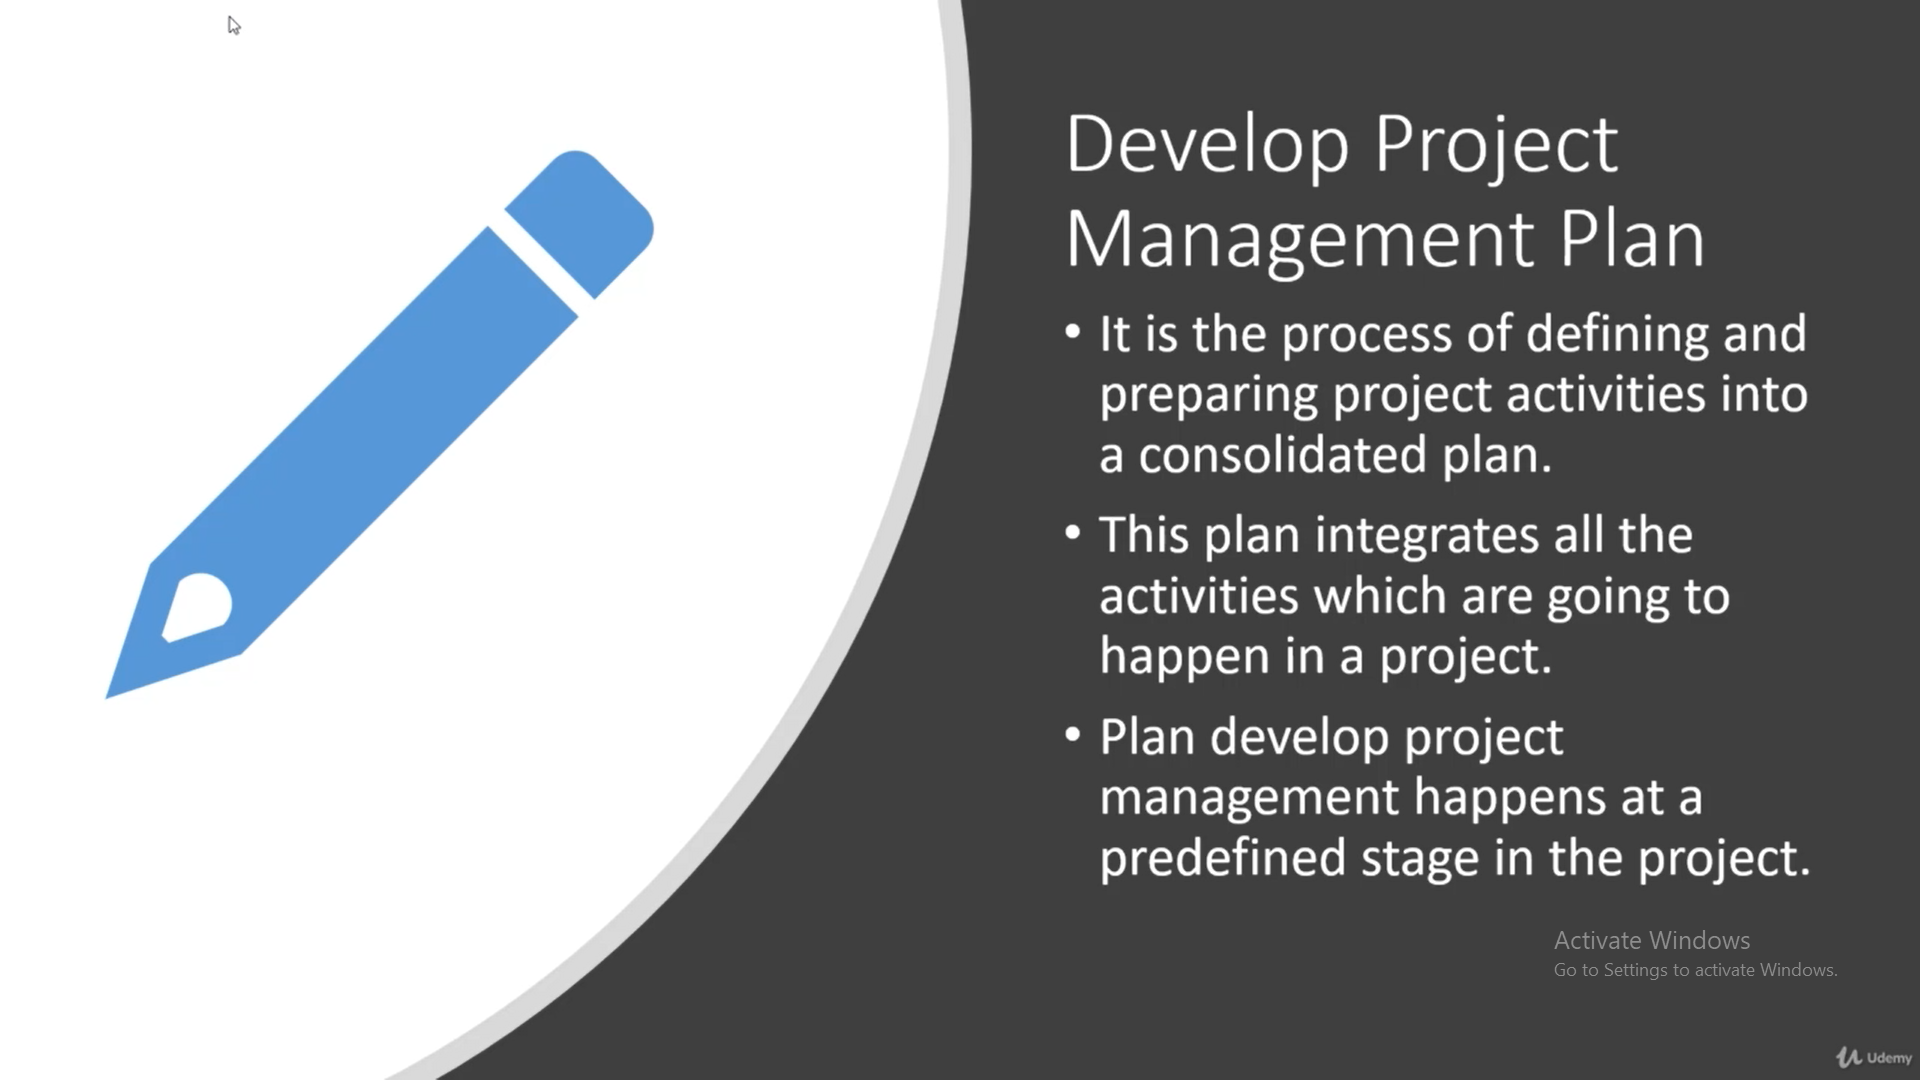 Develop Project
Management Plan
• It is the process of defining and
preparing project activities into
a consolidated plan.
• This plan integrates all the
activities which are going to
happen in a project.
• Plan develop project
management happens at a
predefined stage in the project.
Activate Windows
Go to Settings to activate Windows.
Udemy